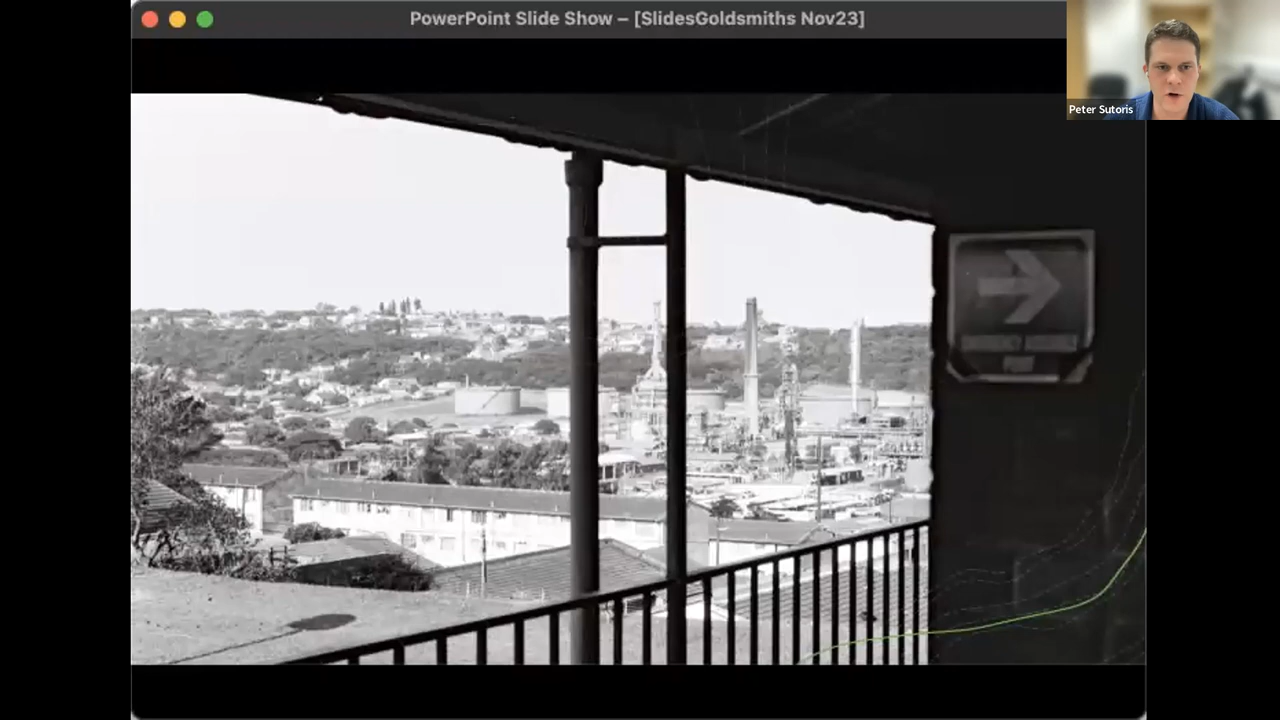 PowerPoint Slide Show – [SlidesGoldsmiths Nov23]
Peter Sutoris